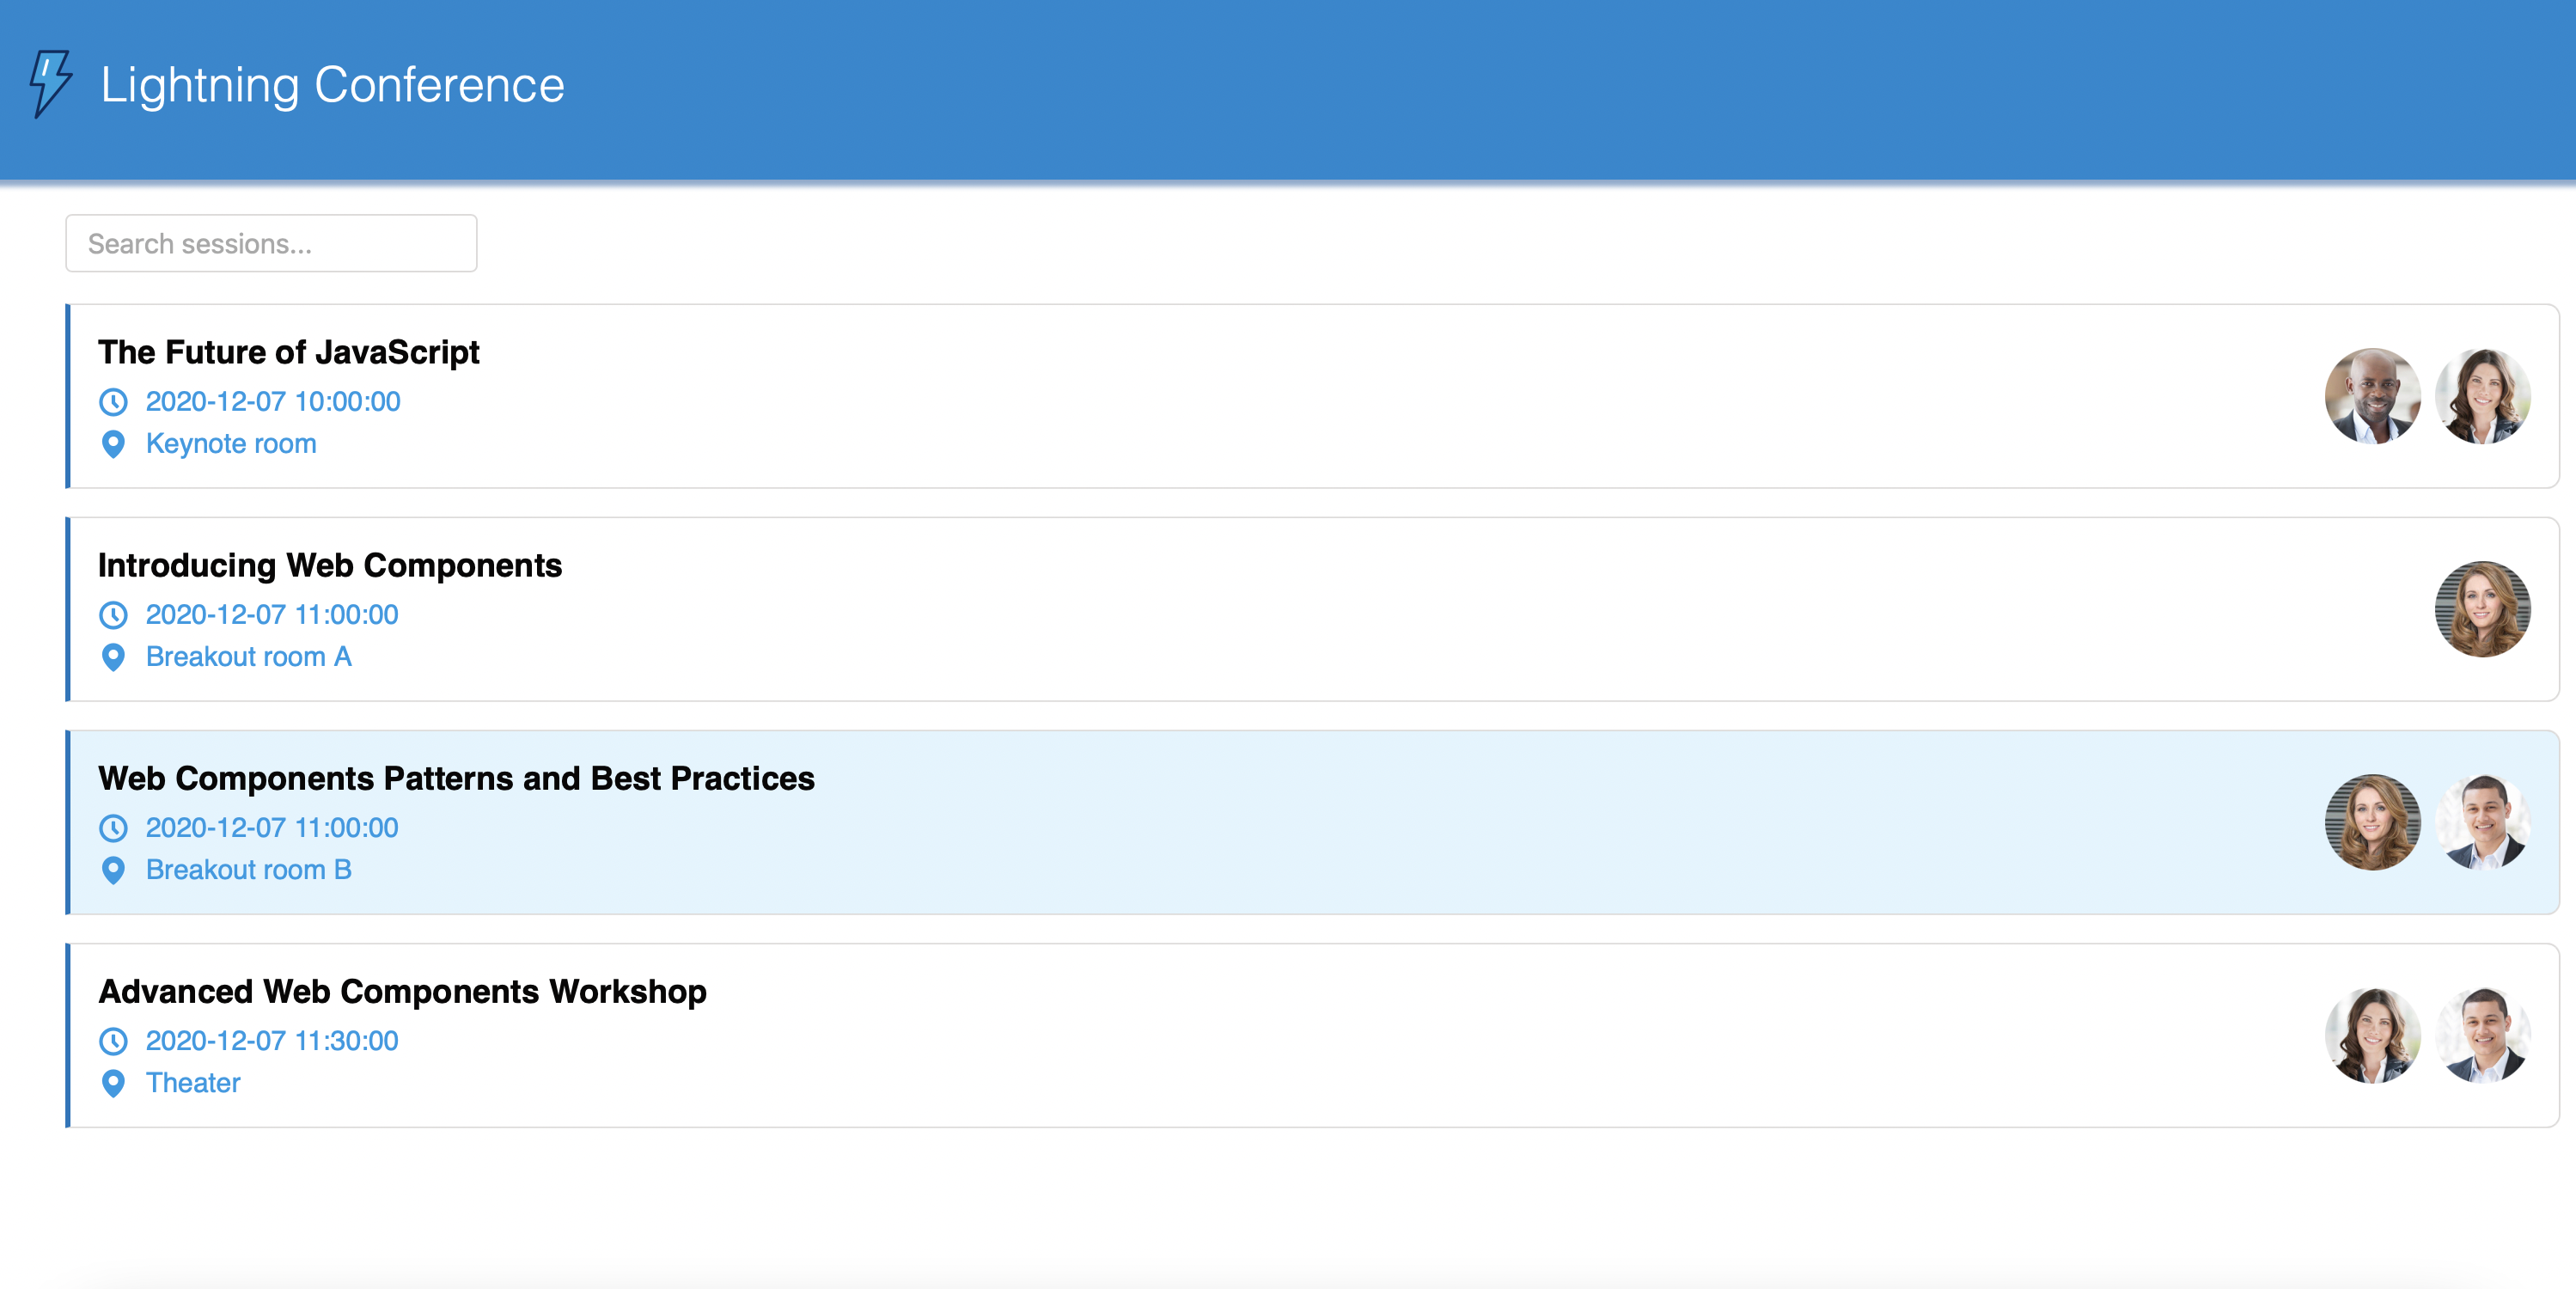 Lightning Conference
Search sessions...
The Future of JavaScript
2020-12-07 10:00:00
Keynote room
Introducing Web Components
2020-12-07 11:00:00
Breakout room A
Web Components Patterns and Best Practices
2020-12-07 11:00:00
Breakout room B
Advanced Web Components Workshop
2020-12-07 11:30:00
Theater